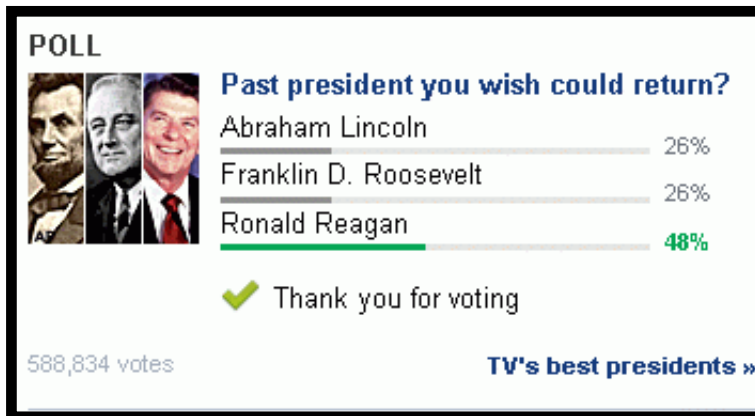 POLL
Past president you wish could return?
Abraham Lincoln
26%
Franklin D. Roosevelt
26%
Ronald Reagan
48%
Thank you for voting
588,834 votes
TV's best presidents »
AP